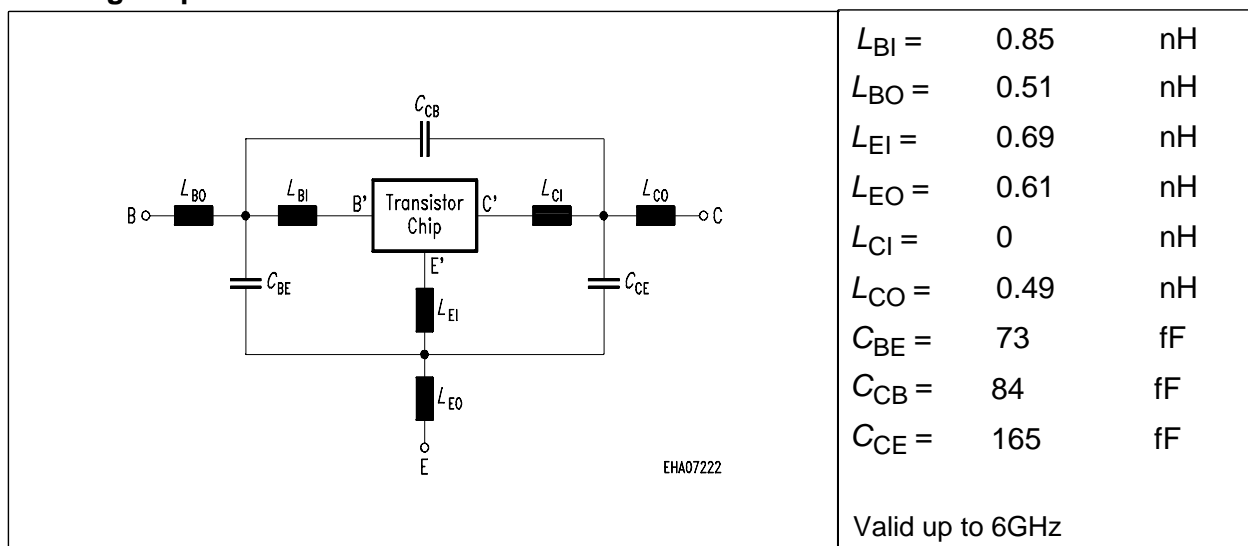 C_CB
L_BO
L_BI
B'
Transistor
Chip
C'
L_CI
L_CO
B
C
E'
C_BE
L_EI
C_CE
L_EO
E
EHA07222
L_BI = 0.85 nH
L_BO = 0.51 nH
L_EI = 0.69 nH
L_EO = 0.61 nH
L_CI = 0 nH
L_CO = 0.49 nH
C_BE = 73 fF
C_CB = 84 fF
C_CE = 165 fF
Valid up to 6GHz